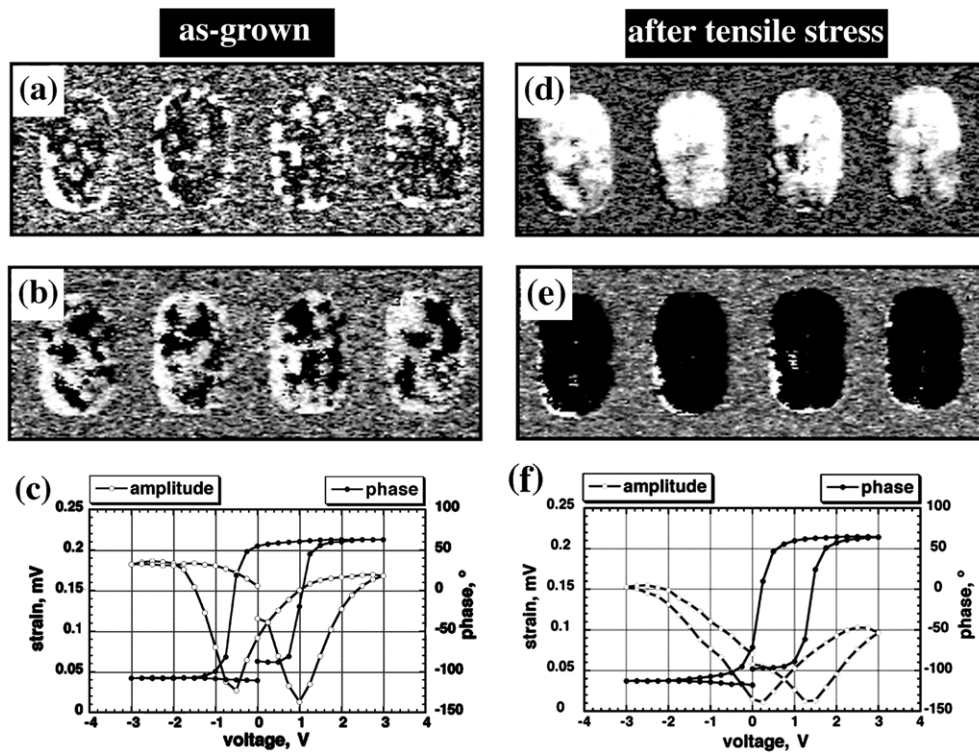 as-grown
after tensile stress
(a)
(d)
(b)
(e)
(c)
amplitude
phase
0.25
0.2
0.15
0.1
0.05
0
strain, mV
100
50
0
-50
-100
-150
phase, °
-4 -3 -2 -1 0 1 2 3 4
voltage, V
(f)
amplitude
phase
0.25
0.2
0.15
0.1
0.05
0
strain, mV
100
50
0
-50
-100
-150
phase, °
-4 -3 -2 -1 0 1 2 3 4
voltage, V